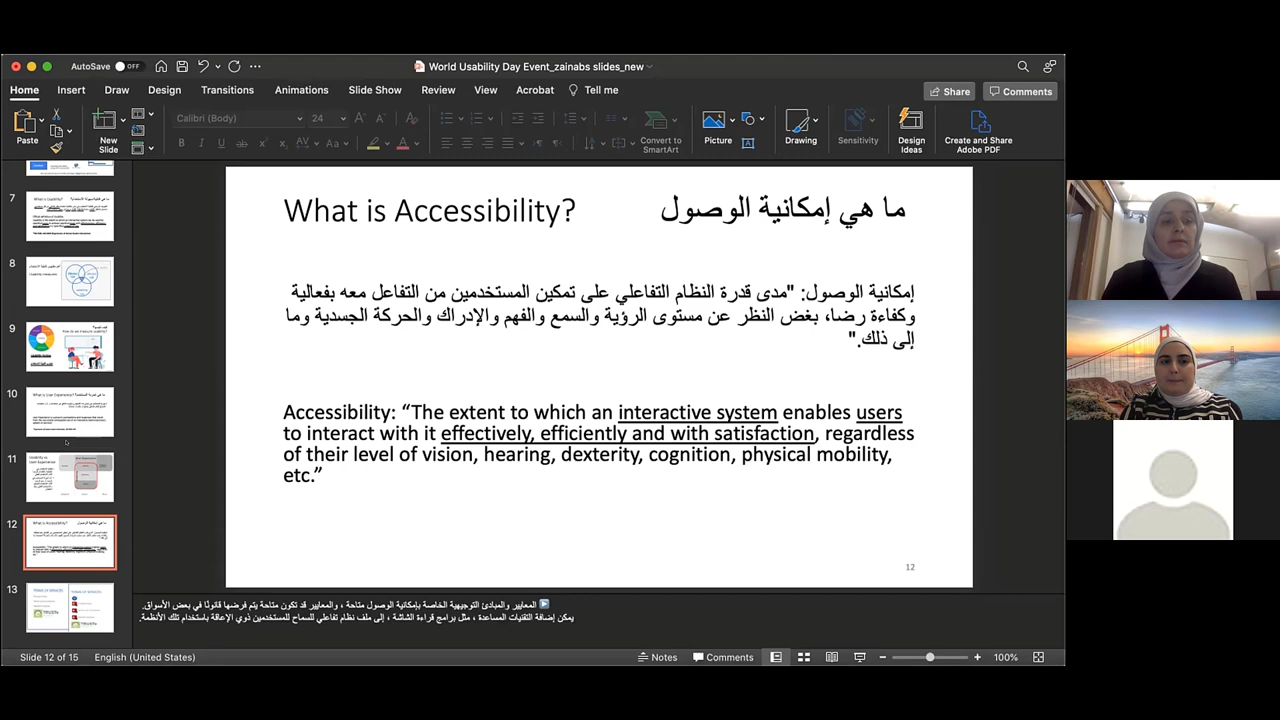 AutoSave OFF
World Usability Day Event_zainabs slides_new
Home Insert Draw Design Transitions Animations Slide Show Review View Acrobat Tell me
Share Comments
Paste
New Slide
Calibri (Body) 24
Convert to SmartArt
Picture
Drawing
Sensitivity
Design Ideas
Create and Share Adobe PDF
7
8
9
10
11
12
13
What is Accessibility?
ما هي إمكانية الوصول
إمكانية الوصول: "مدى قدرة النظام التفاعلي على تمكين المستخدمين من التفاعل معه بفعالية
وكفاءة رضا، بغض النظر عن مستوى الرؤية والسمع والفهم والإدراك والحركة الجسدية وما
إلى ذلك."
Accessibility: “The extent to which an interactive system enables users
to interact with it effectively, efficiently and with satisfaction, regardless
of their level of vision, hearing, dexterity, cognition, physical mobility,
etc.”
12
المعايير والمبادئ التوجيهية الخاصة بإمكانية الوصول متاحة ، والمعايير قد تكون متاحة يتم فرضها قانونًا في بعض الأسواق.
يمكن إضافة التقنيات المساعدة ، مثل برامج قراءة الشاشة ، إلى ملف نظام تفاعلي للسماح للمستخدمين ذوي الإعاقة باستخدام تلك الأنظمة.
Slide 12 of 15 English (United States)
Notes Comments 100%